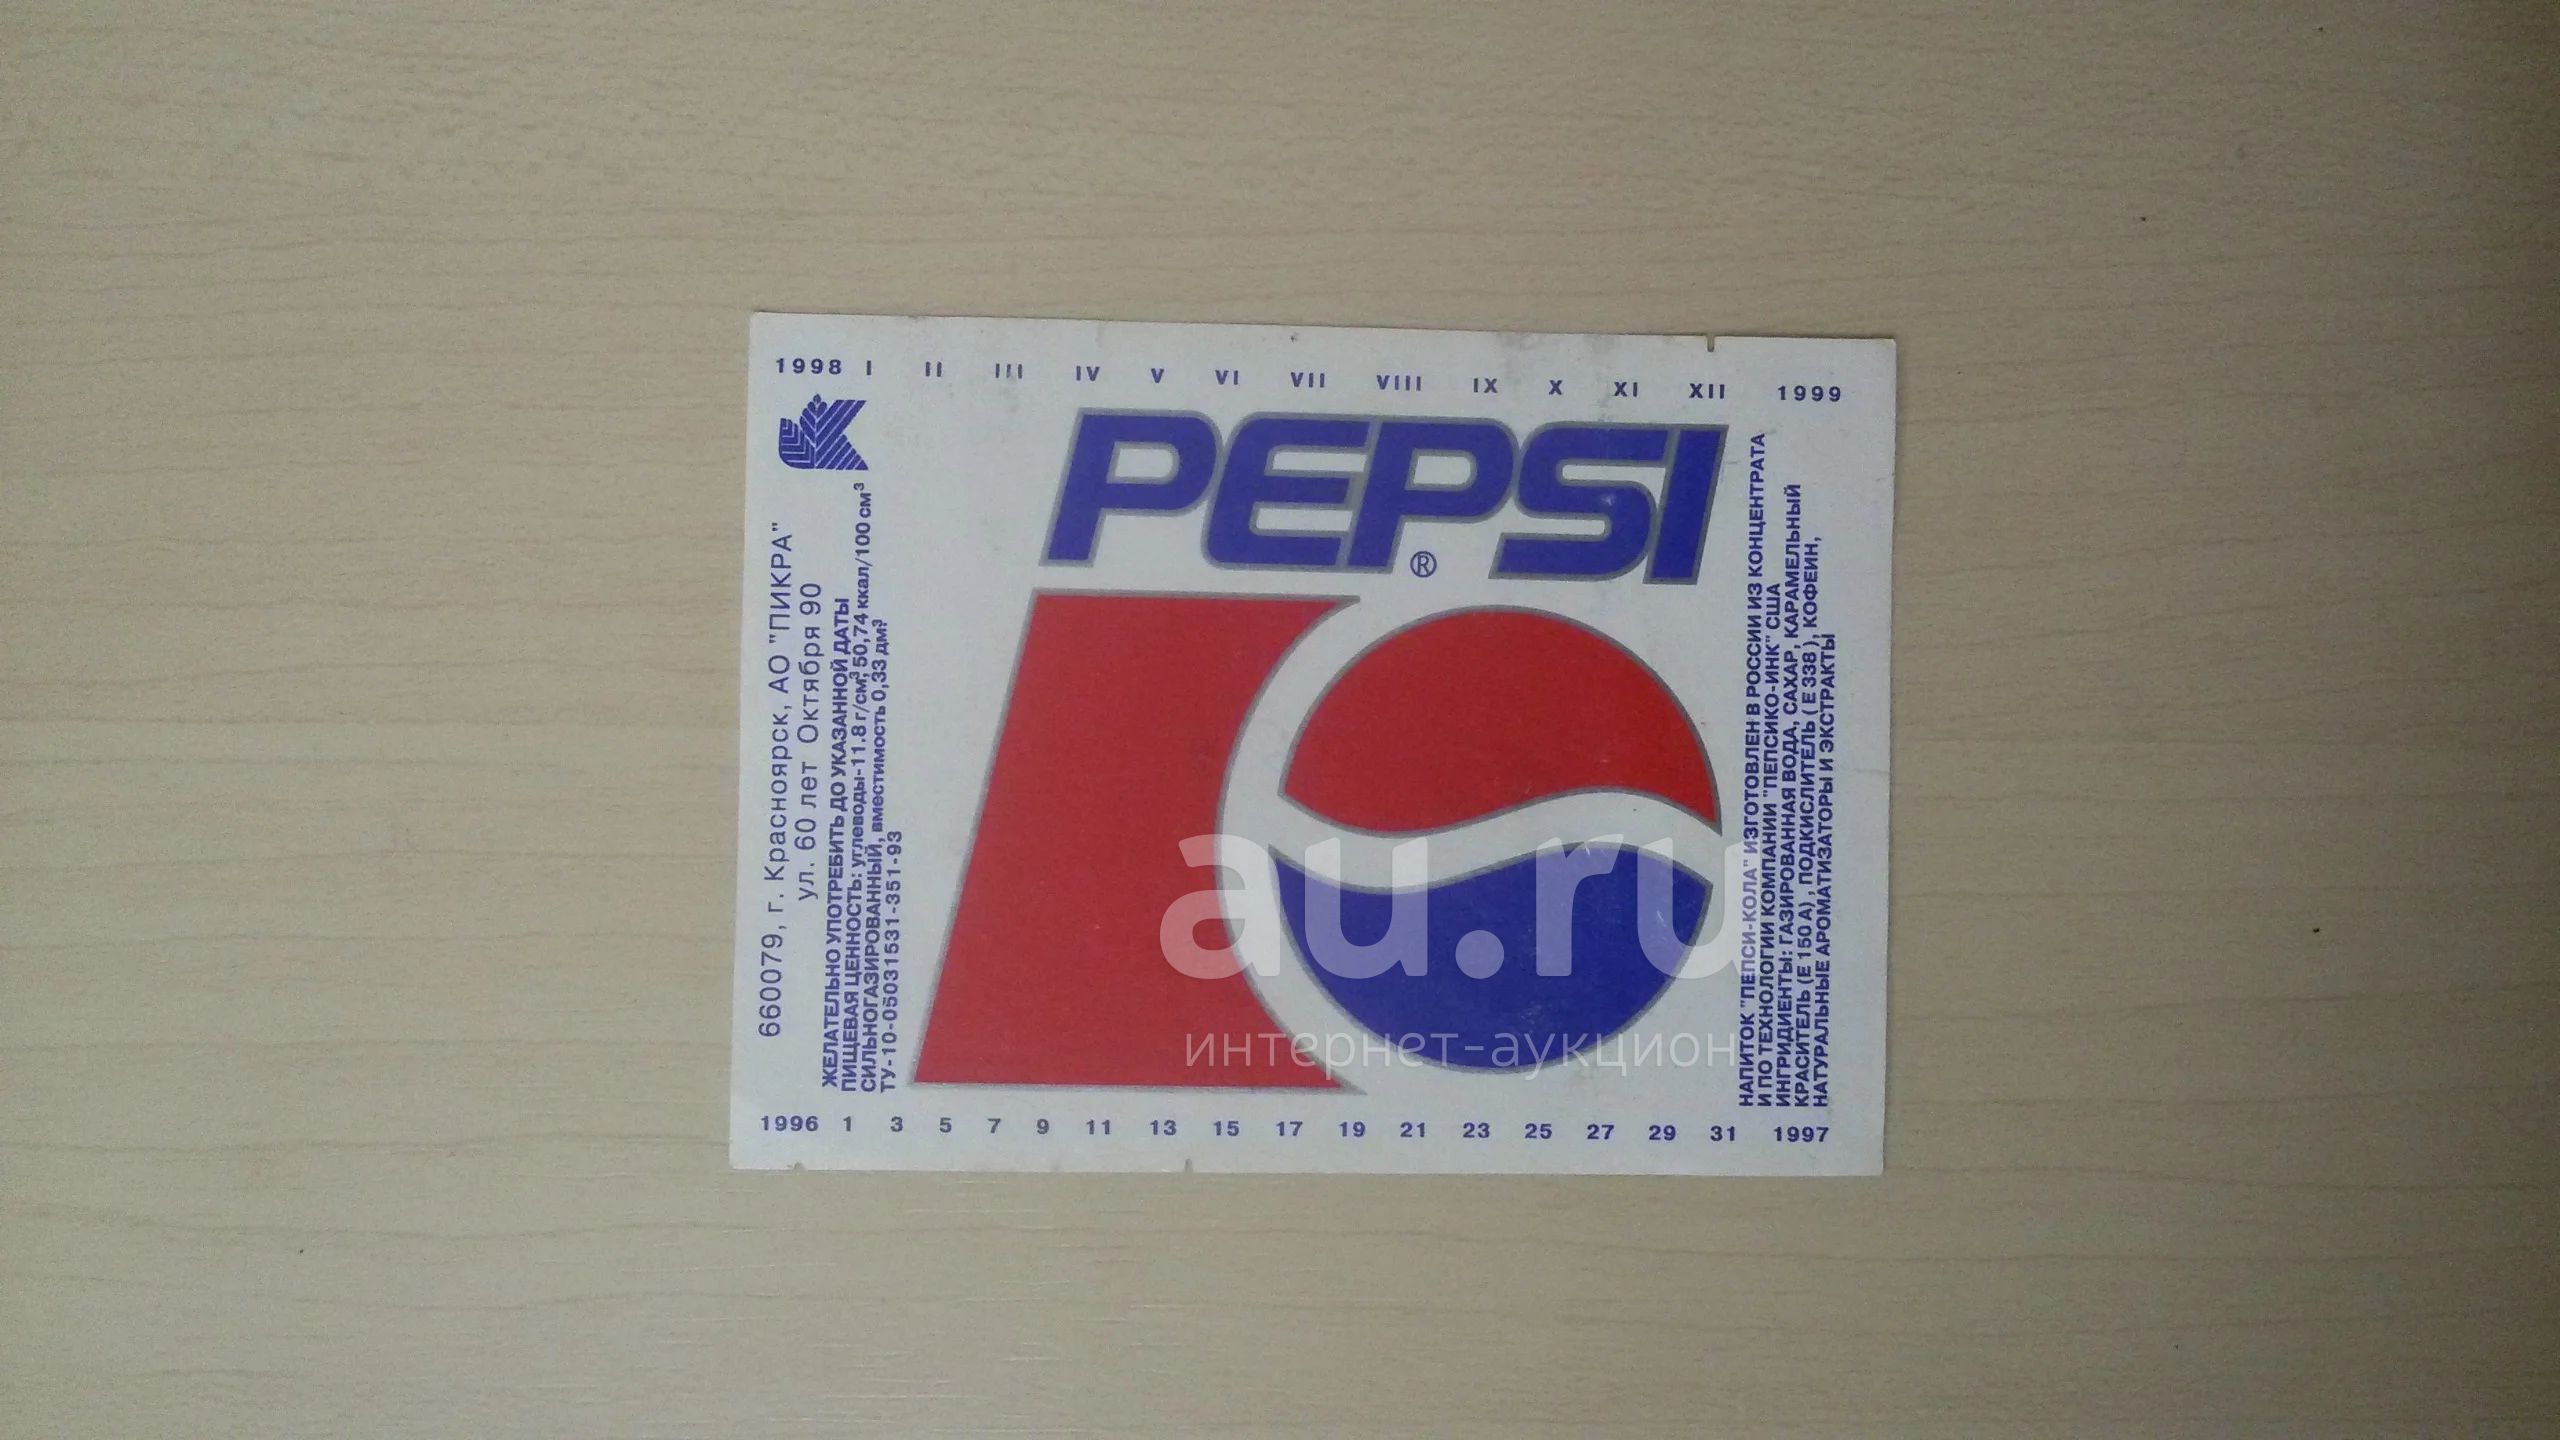 1998 I II III IV V VI VII VIII IX X XI XII 1999
660079, г. Красноярск, АО "ПИКРА"
ул. 60 лет Октября 90
ЖЕЛАТЕЛЬНО УПОТРЕБИТЬ ДО УКАЗАННОЙ ДАТЫ
ПИЩЕВАЯ ЦЕННОСТЬ: углеводы-11.8 г/см³, 50,74 ккал/100 см³
СИЛЬНОГАЗИРОВАННЫЙ, вместимость 0,33 дм³
ТУ-10-05031531-351-93
PEPSI
®
НАПИТОК "ПЕПСИ-КОЛА" ИЗГОТОВЛЕН В РОССИИ ИЗ КОНЦЕНТРАТА
И ПО ТЕХНОЛОГИИ КОМПАНИИ "ПЕПСИКО-ИНК" США
ИНГРИДИЕНТЫ: ГАЗИРОВАННАЯ ВОДА, САХАР, КАРАМЕЛЬНЫЙ
КРАСИТЕЛЬ (Е 150 А), ПОДКИСЛИТЕЛЬ ( Е 338 ), КОФЕИН,
НАТУРАЛЬНЫЕ АРОМАТИЗАТОРЫ И ЭКСТРАКТЫ
1996 1 3 5 7 9 11 13 15 17 19 21 23 25 27 29 31 1997
au.ru
интернет-аукцион